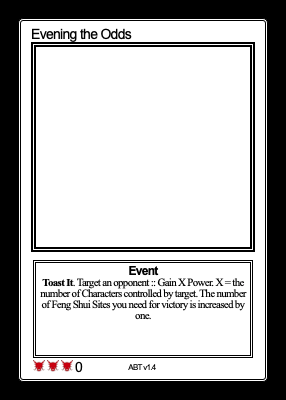 Evening the Odds
Event
Toast It. Target an opponent :: Gain X Power. X = the
number of Characters controlled by target. The number
of Feng Shui Sites you need for victory is increased by
one.
0
ABT v1.4